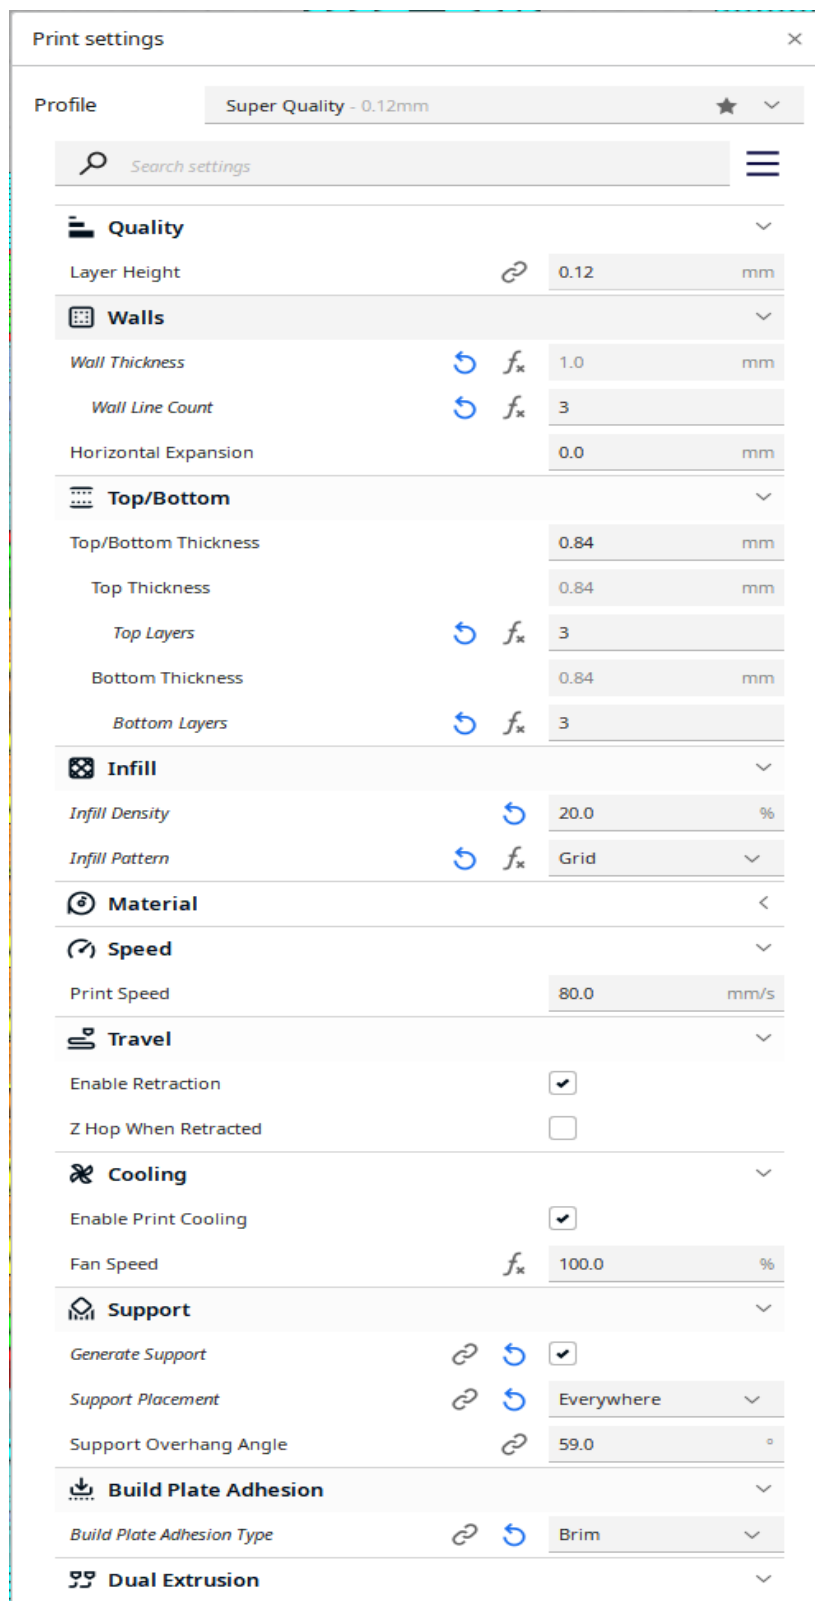 Print settings
Profile Super Quality - 0.12mm
Search settings
Quality
Layer Height 0.12 mm
Walls
Wall Thickness 1.0 mm
Wall Line Count 3
Horizontal Expansion 0.0 mm
Top/Bottom
Top/Bottom Thickness 0.84 mm
Top Thickness 0.84 mm
Top Layers 3
Bottom Thickness 0.84 mm
Bottom Layers 3
Infill
Infill Density 20.0 %
Infill Pattern Grid
Material
Speed
Print Speed 80.0 mm/s
Travel
Enable Retraction
Z Hop When Retracted
Cooling
Enable Print Cooling
Fan Speed 100.0 %
Support
Generate Support
Support Placement Everywhere
Support Overhang Angle 59.0 °
Build Plate Adhesion
Build Plate Adhesion Type Brim
Dual Extrusion